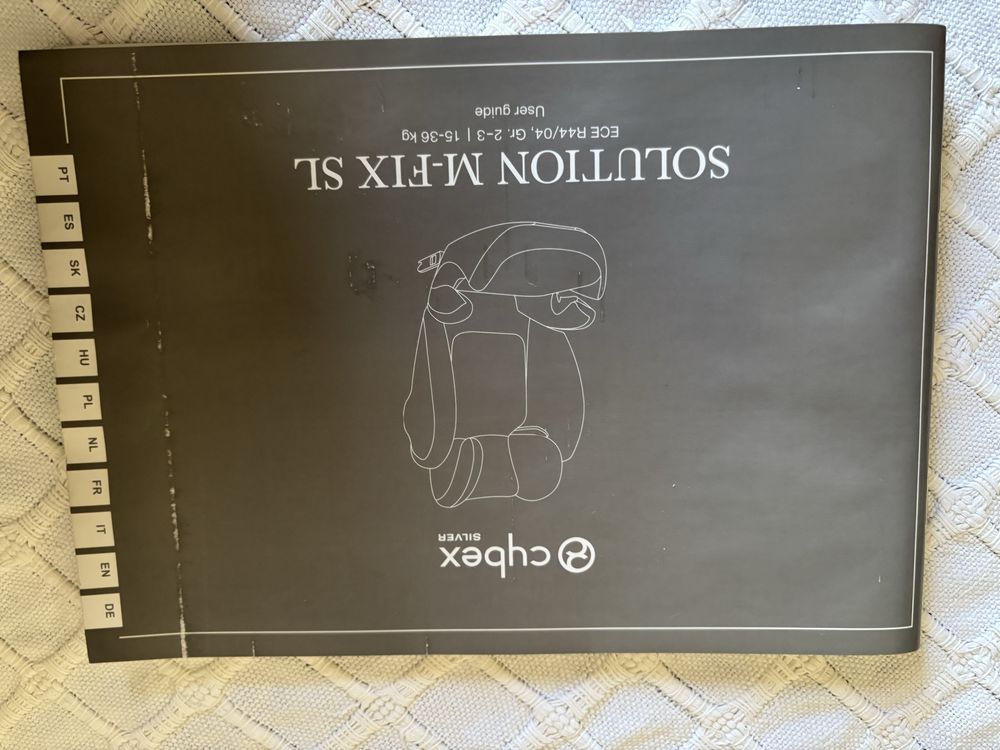 cybex
SILVER
SOLUTION M-FIX SL
ECE R44/04, Gr. 2-3 | 15-36 kg
User guide
DE
EN
IT
FR
NL
PL
HU
CZ
SK
ES
PT